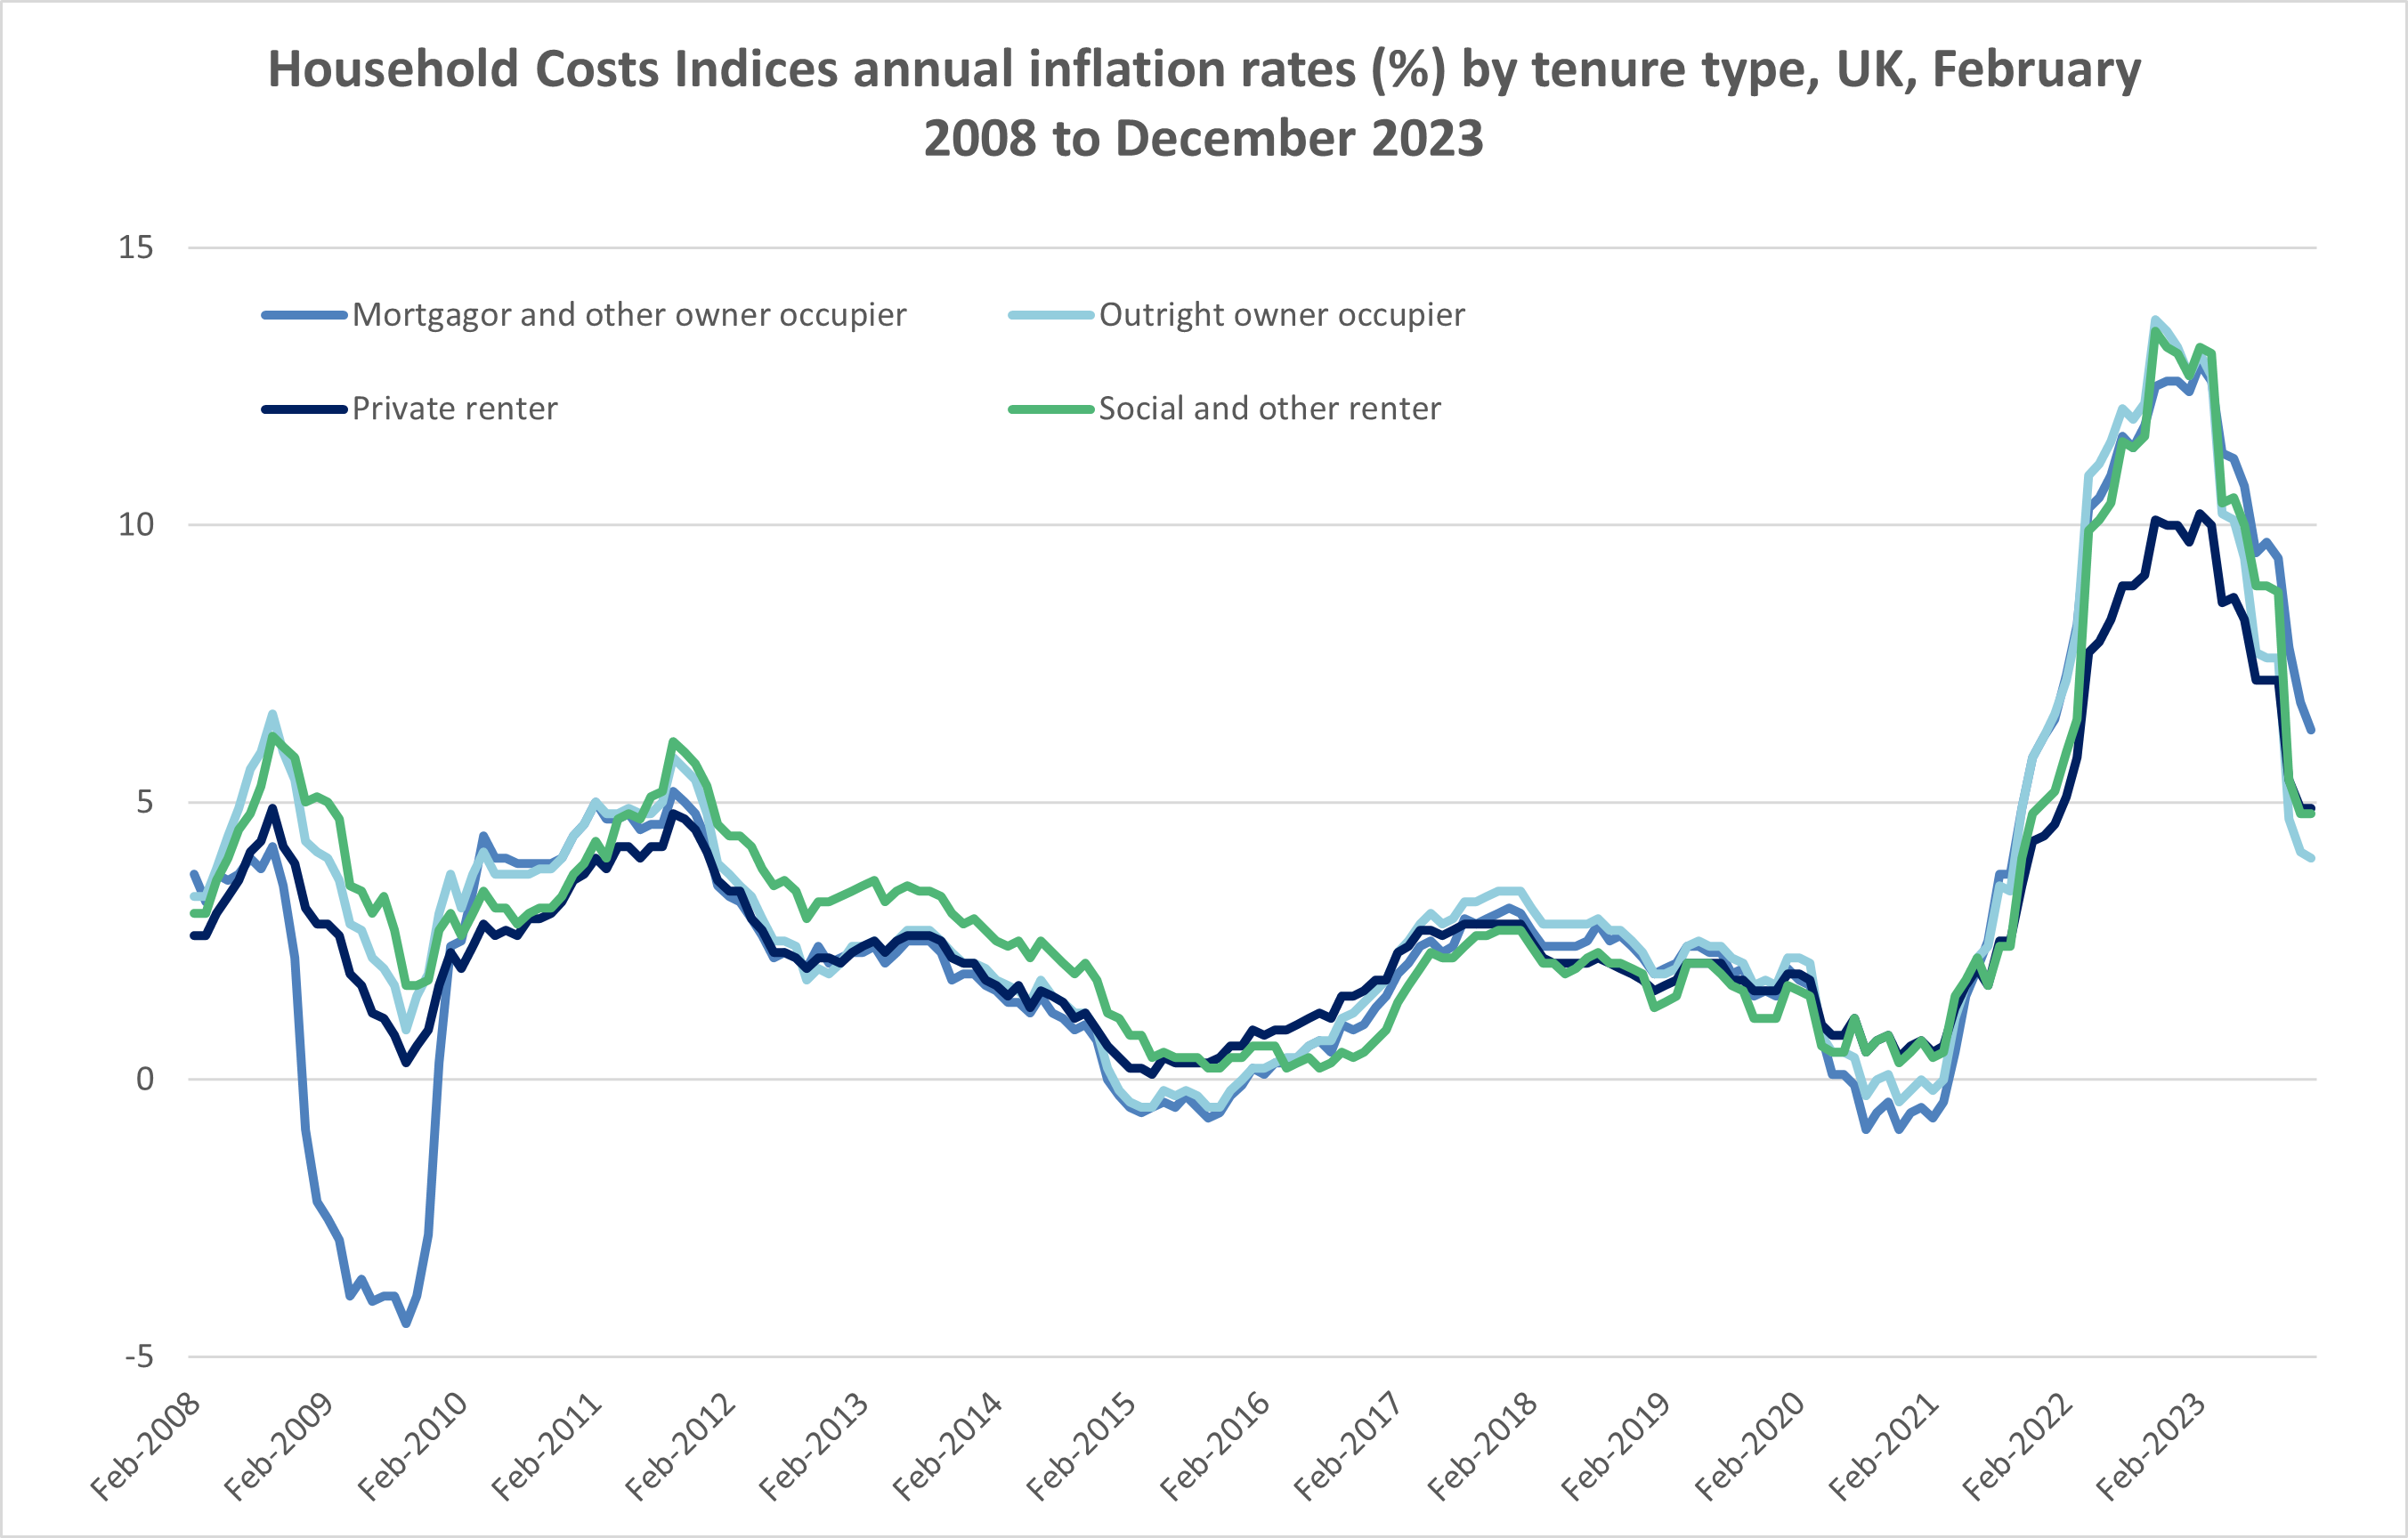 Household Costs Indices annual inflation rates (%) by tenure type, UK, February
2008 to December 2023
15
Mortgagor and other owner occupier
Outright owner occupier
Private renter
Social and other renter
10
5
0
-5
Feb-2008
Feb-2009
Feb-2010
Feb-2011
Feb-2012
Feb-2013
Feb-2014
Feb-2015
Feb-2016
Feb-2017
Feb-2018
Feb-2019
Feb-2020
Feb-2021
Feb-2022
Feb-2023